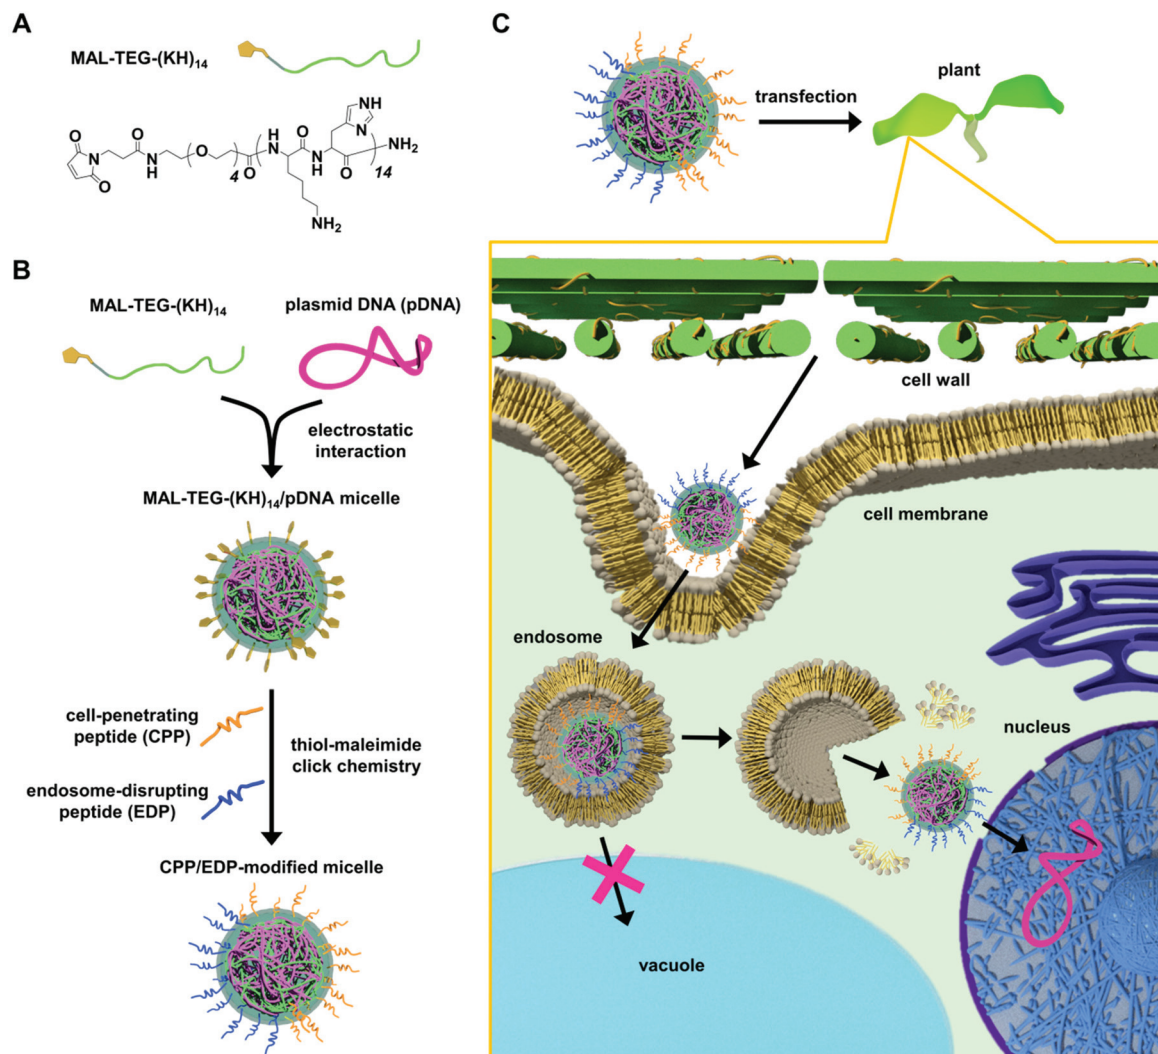 A
MAL-TEG-(KH)₁₄
O
N
O
O
N
H
O
4
O
H
N
O
N
H
N
NH
O
14
NH₂
NH₂
B
MAL-TEG-(KH)₁₄
plasmid DNA (pDNA)
electrostatic
interaction
MAL-TEG-(KH)₁₄/pDNA micelle
cell-penetrating
peptide (CPP)
thiol-maleimide
click chemistry
endosome-disrupting
peptide (EDP)
CPP/EDP-modified micelle
C
transfection
plant
cell wall
cell membrane
endosome
nucleus
vacuole